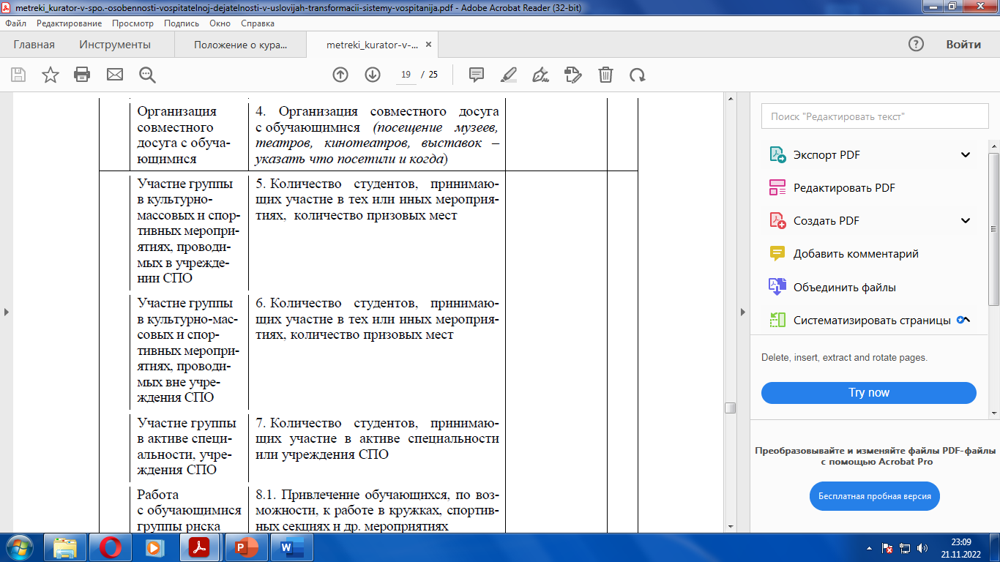 metreki_kurator-v-spo.-osobennosti-vospitatelnoj-dejatelnosti-v-uslovijah-transformacii-sistemy-vospitanija.pdf - Adobe Acrobat Reader (32-bit)
Файл Редактирование Просмотр Подпись Окно Справка
Главная Инструменты Положение о кура... metreki_kurator-v-... × Войти
19 / 25
Организация
совместного
досуга с обуча-
ющимися
4. Организация совместного досуга
с обучающимися (посещение музеев,
театров, кинотеатров, выставок –
указать что посетили и когда)
Участие группы
в культурно-
массовых и спор-
тивных меропри-
ятиях, проводи-
мых в учрежде-
нии СПО
5. Количество студентов, принимаю-
щих участие в тех или иных мероприя-
тиях, количество призовых мест
Участие группы
в культурно-мас-
совых и спор-
тивных меропри-
ятиях, проводи-
мых вне учре-
ждения СПО
6. Количество студентов, принимаю-
щих участие в тех или иных мероприя-
тиях, количество призовых мест
Участие группы
в активе специ-
альности, учре-
ждения СПО
7. Количество студентов, принимаю-
щих участие в активе специальности
или учреждения СПО
Работа
с обучающимися
группы риска
8.1. Привлечение обучающихся, по воз-
можности, к работе в кружках, спортив-
ных секциях и др. мероприятиях
Поиск "Редактировать текст"
Экспорт PDF
Редактировать PDF
Создать PDF
Добавить комментарий
Объединить файлы
Систематизировать страницы
Delete, insert, extract and rotate pages.
Try now
Преобразовывайте и изменяйте файлы PDF-файлы
с помощью Acrobat Pro
Бесплатная пробная версия
23:09
21.11.2022